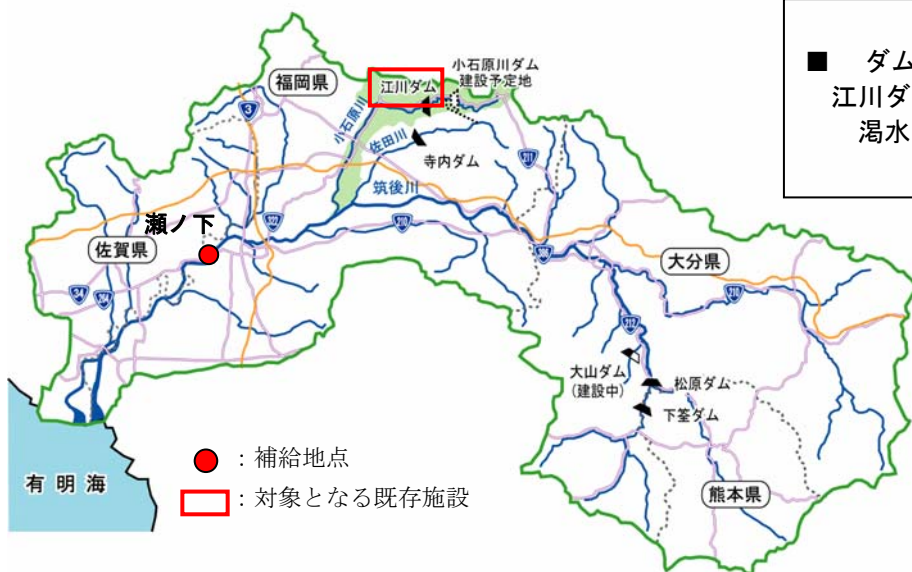 ■ ダム
江川ダ
渇水
福岡県
江川ダム
小石原川ダム
建設予定地
3
小石原川
佐田川
寺内ダム
211
筑後川
322
210
瀬ノ下
佐賀県
34
264
大分県
210
212
大山ダム
(建設中)
松原ダム
下筌ダム
熊本県
有明海
:補給地点
:対象となる既存施設